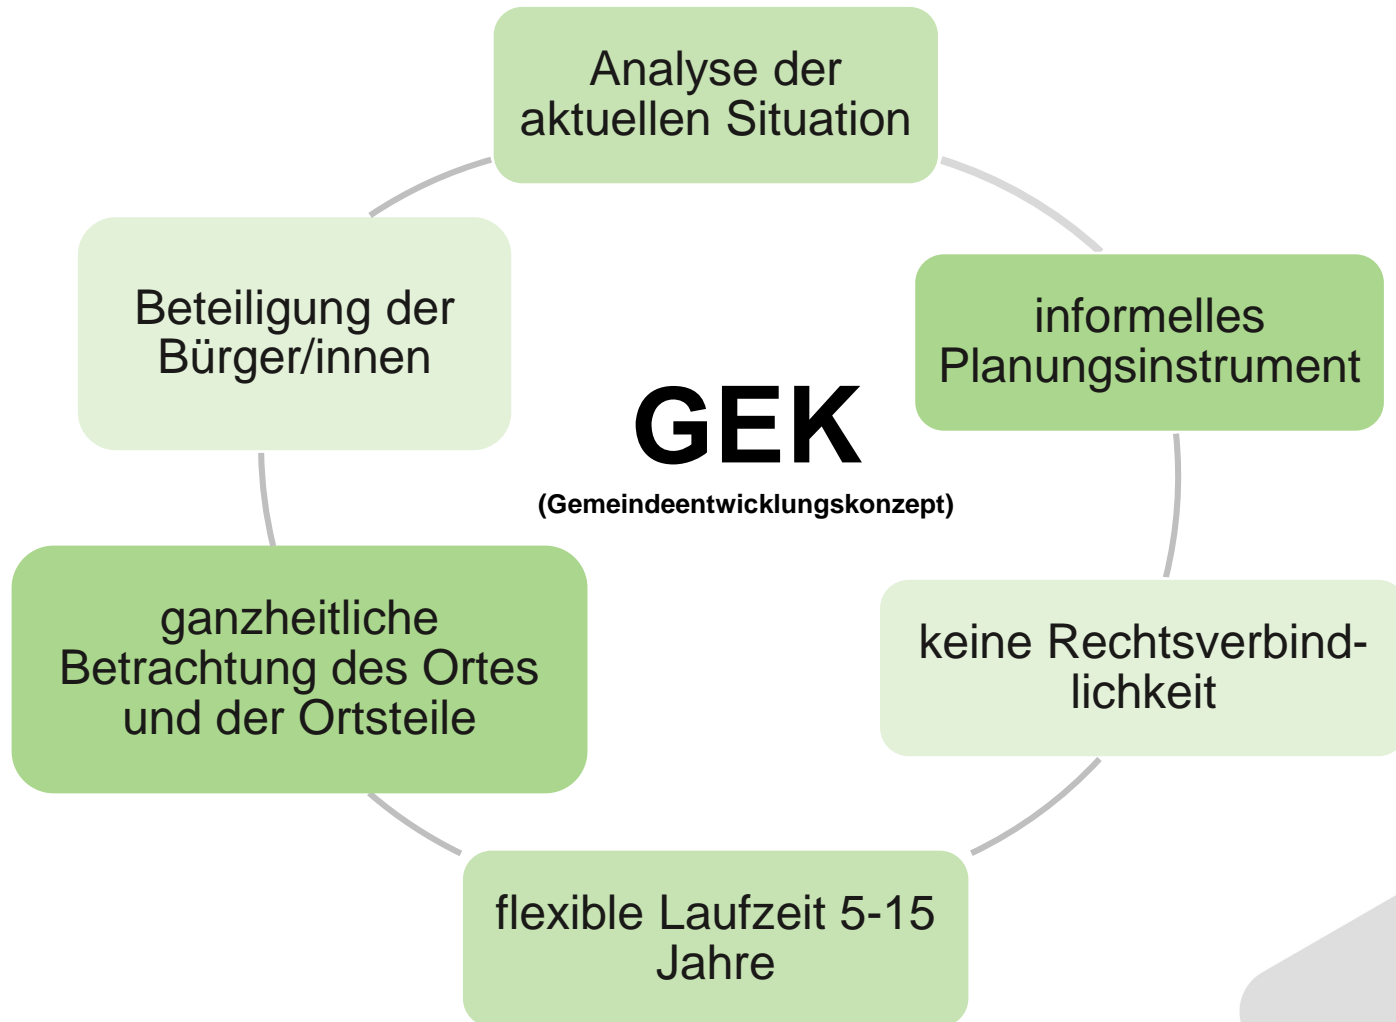 Analyse der
aktuellen Situation
informelles
Planungsinstrument
keine Rechtsverbind-
lichkeit
flexible Laufzeit 5-15
Jahre
ganzheitliche
Betrachtung des Ortes
und der Ortsteile
Beteiligung der
Bürger/innen
GEK
(Gemeindeentwicklungskonzept)